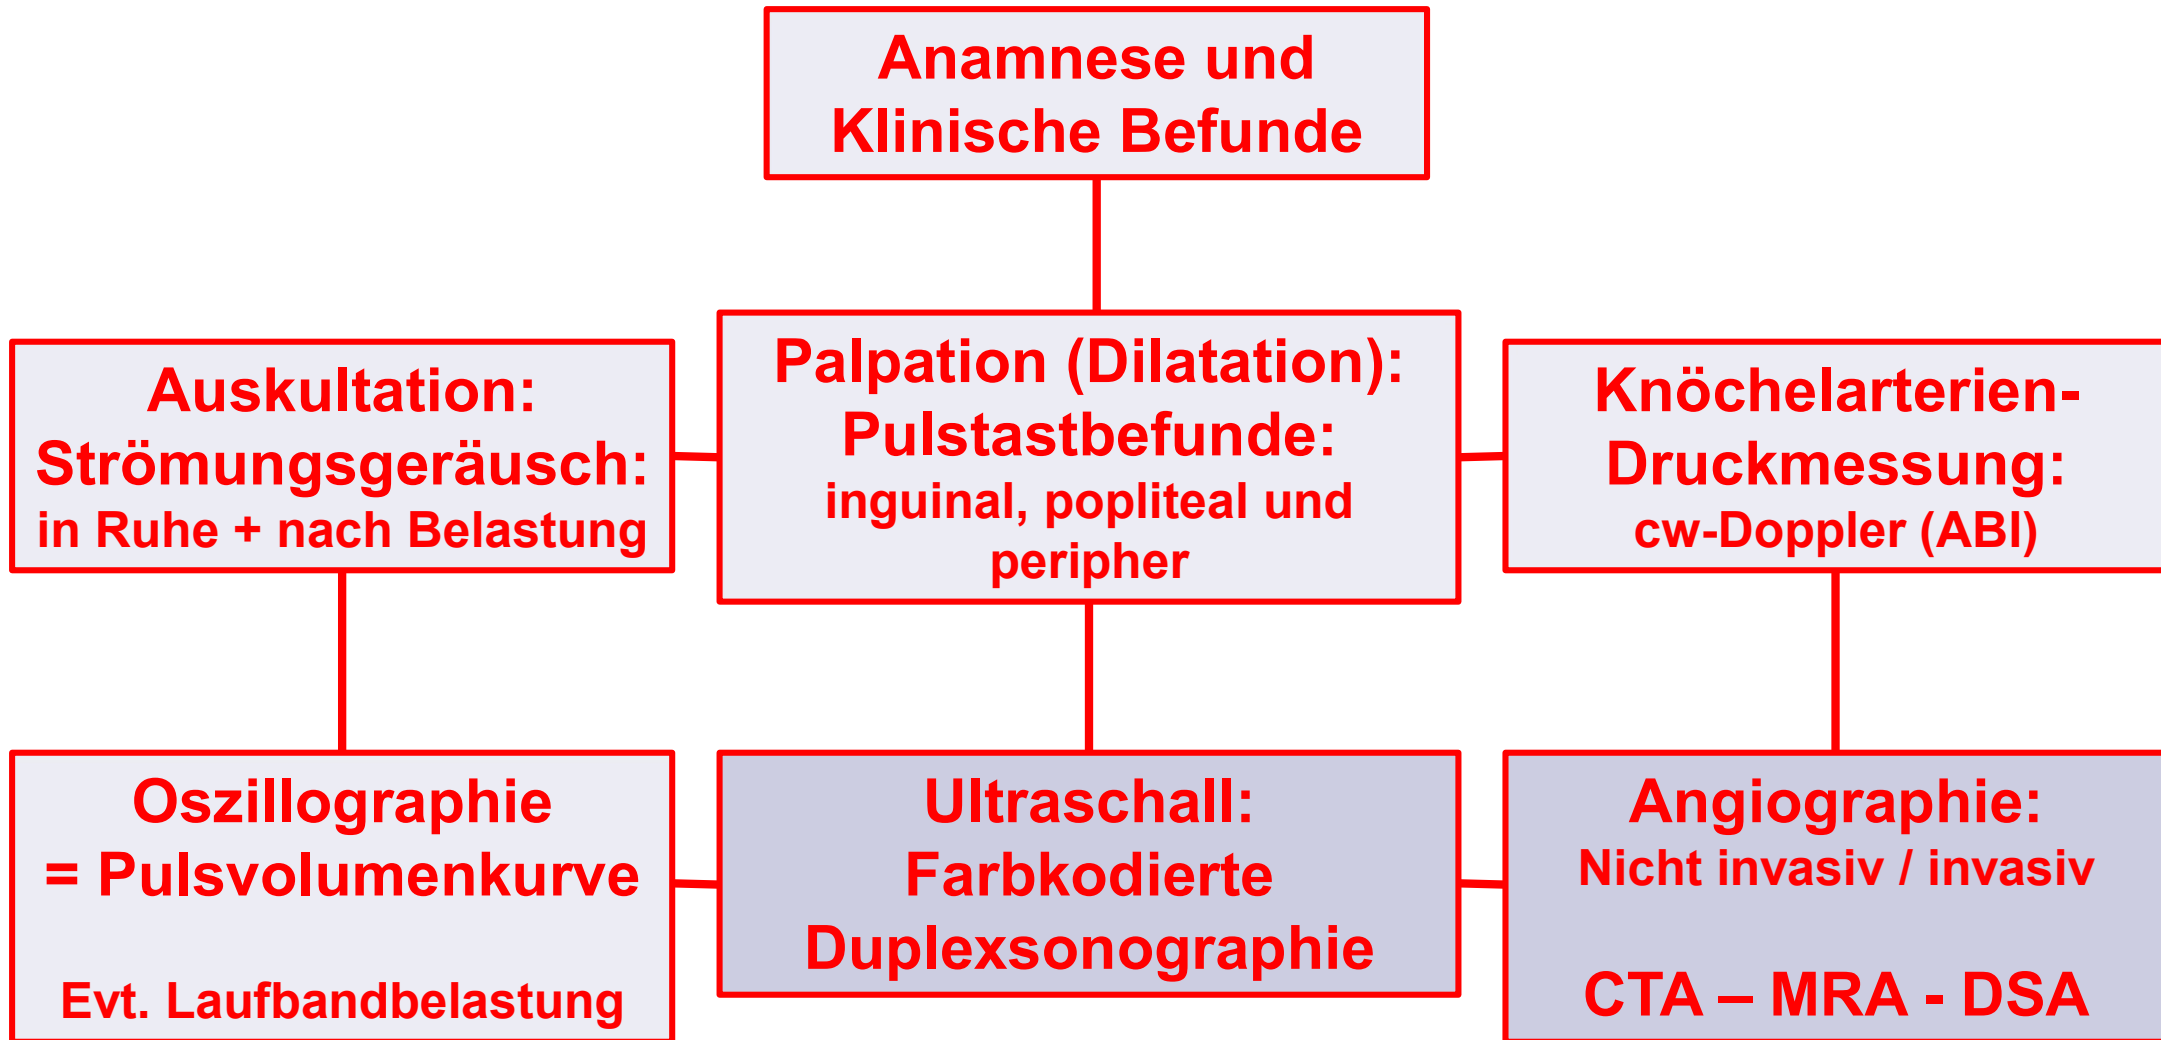 Anamnese und
Klinische Befunde
Auskultation:
Strömungsgeräusch:
in Ruhe + nach Belastung
Palpation (Dilatation):
Pulstastbefunde:
inguinal, popliteal und
peripher
Knöchelarterien-
Druckmessung:
cw-Doppler (ABI)
Oszillographie
= Pulsvolumenkurve
Evt. Laufbandbelastung
Ultraschall:
Farbkodierte
Duplexsonographie
Angiographie:
Nicht invasiv / invasiv
CTA – MRA - DSA